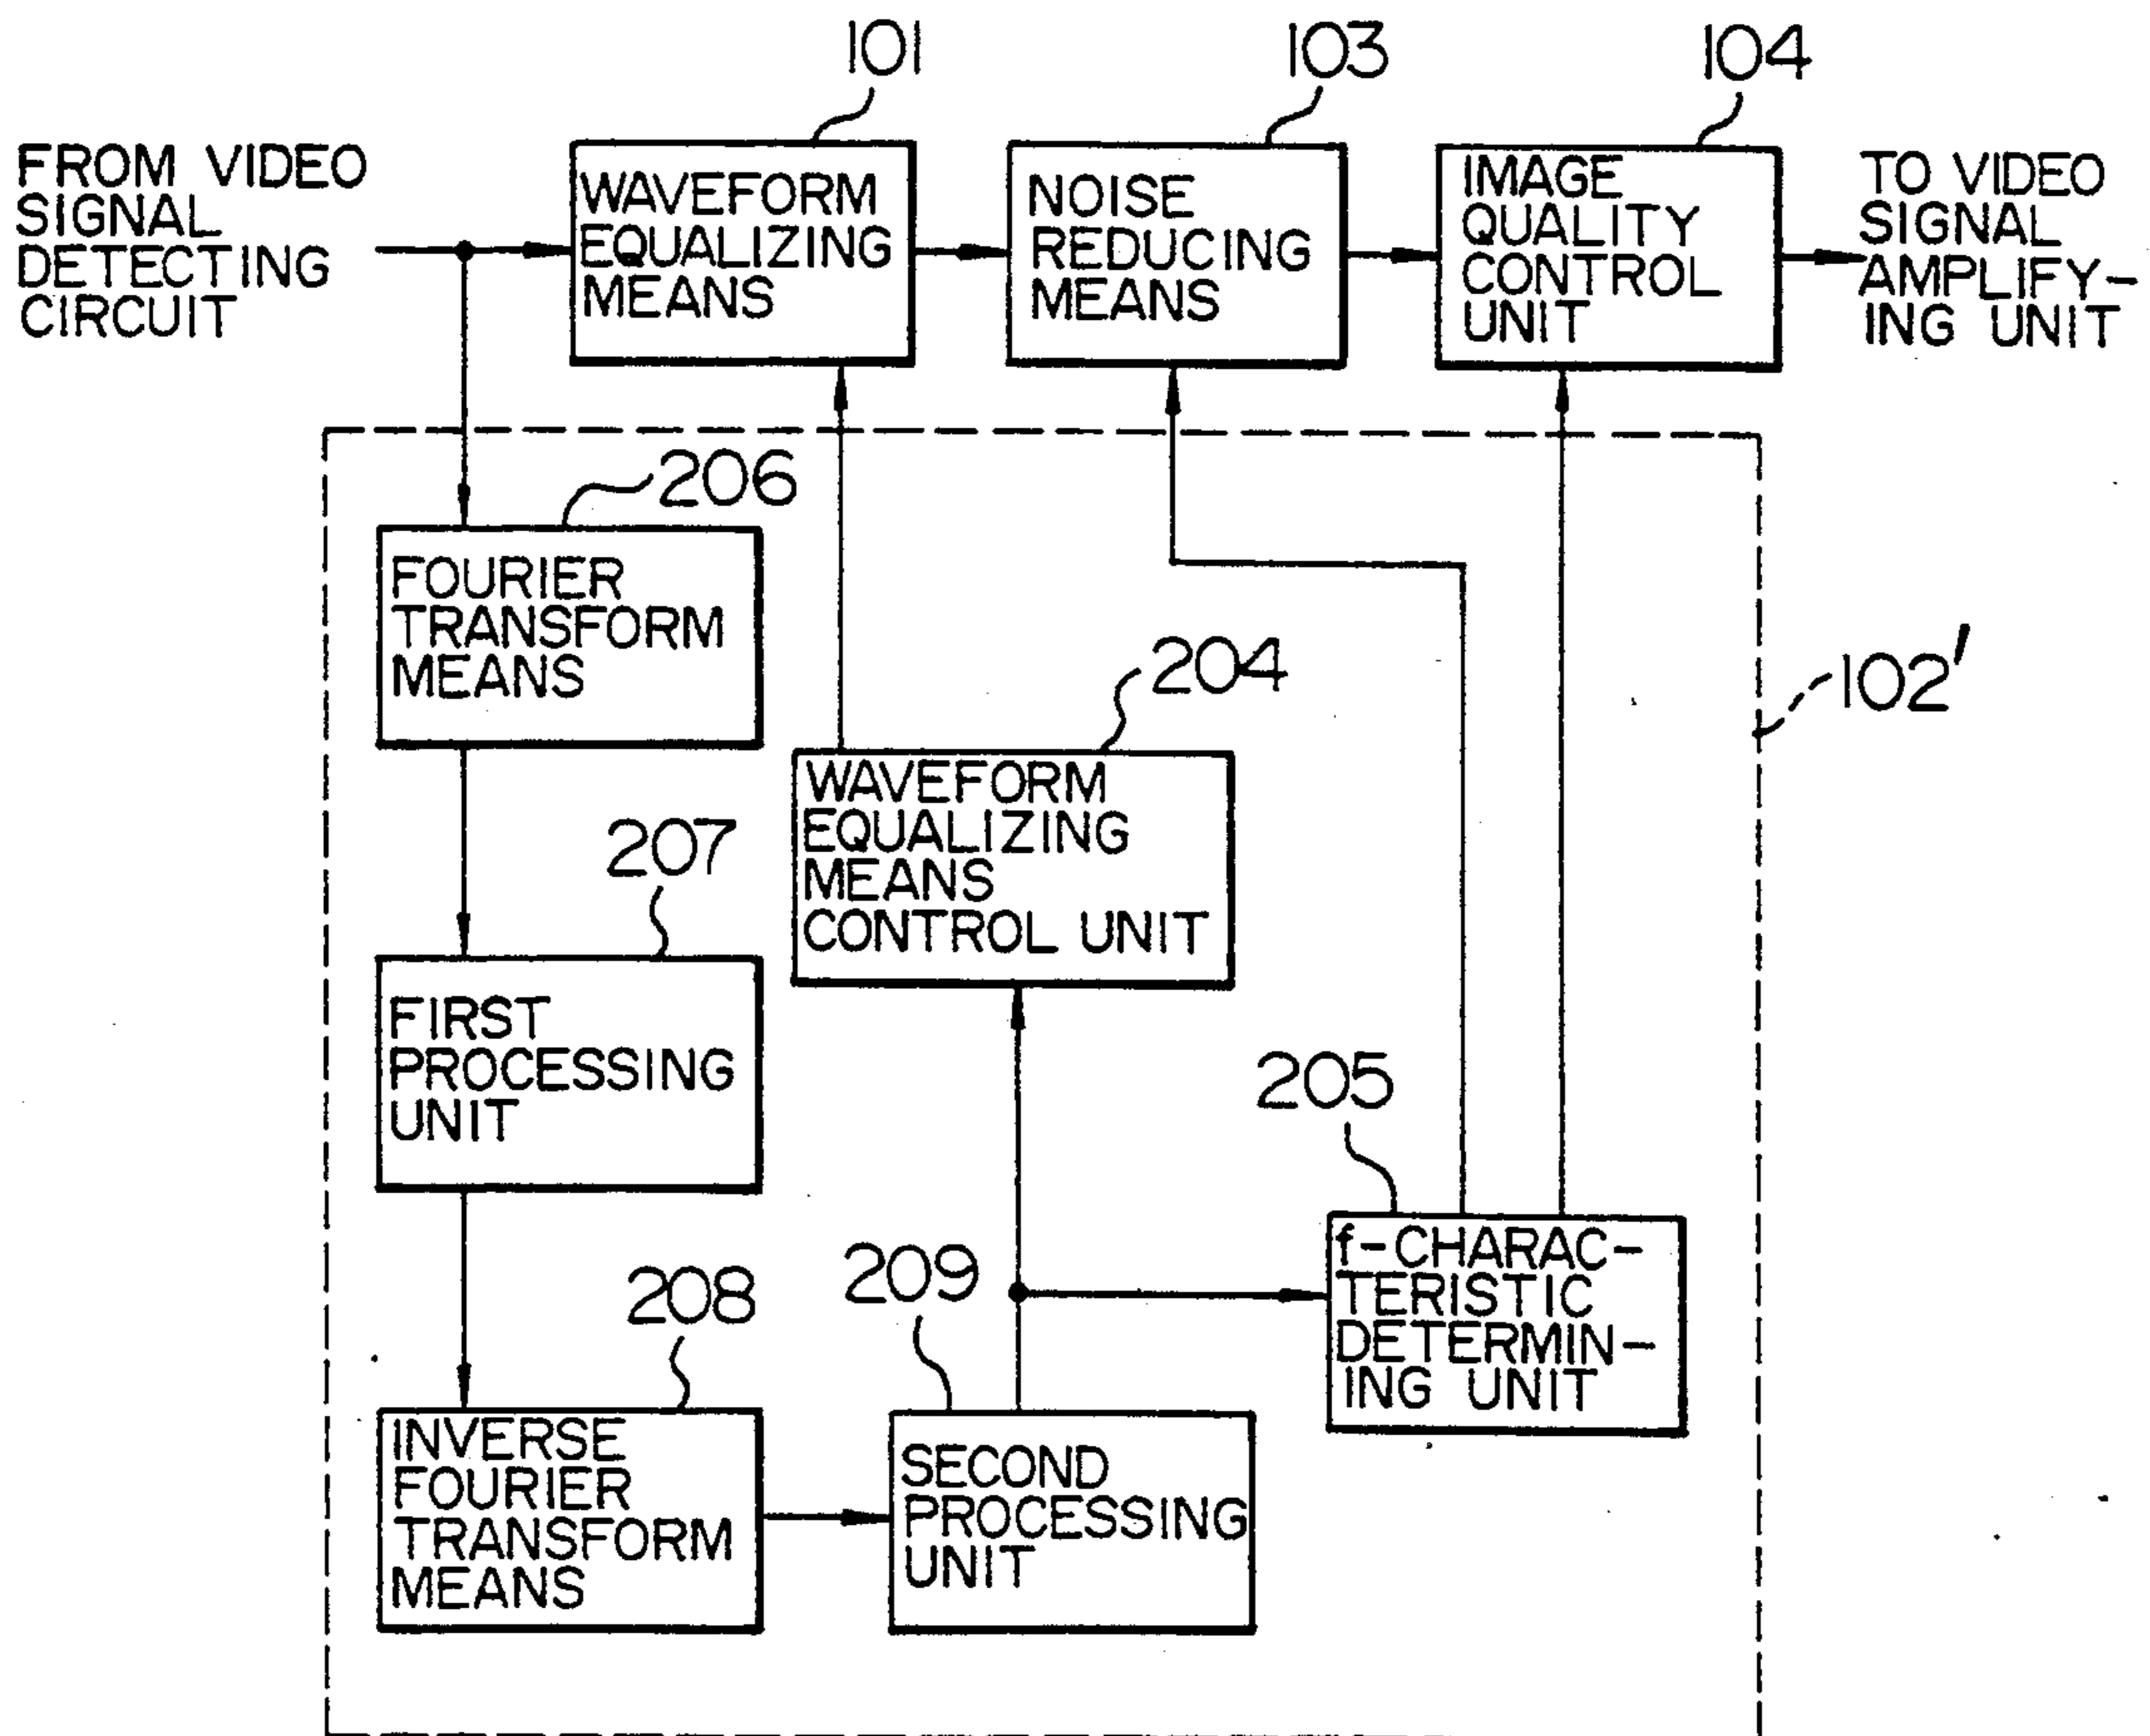 101
103
104
FROM VIDEO
SIGNAL
DETECTING
CIRCUIT
WAVEFORM
EQUALIZING
MEANS
NOISE
REDUCING
MEANS
IMAGE
QUALITY
CONTROL
UNIT
TO VIDEO
SIGNAL
AMPLIFY-
ING UNIT
206
FOURIER
TRANSFORM
MEANS
204
102'
WAVEFORM
EQUALIZING
MEANS
CONTROL UNIT
207
FIRST
PROCESSING
UNIT
205
f-CHARAC-
TERISTIC
DETERMIN-
ING UNIT
208
INVERSE
FOURIER
TRANSFORM
MEANS
209
SECOND
PROCESSING
UNIT